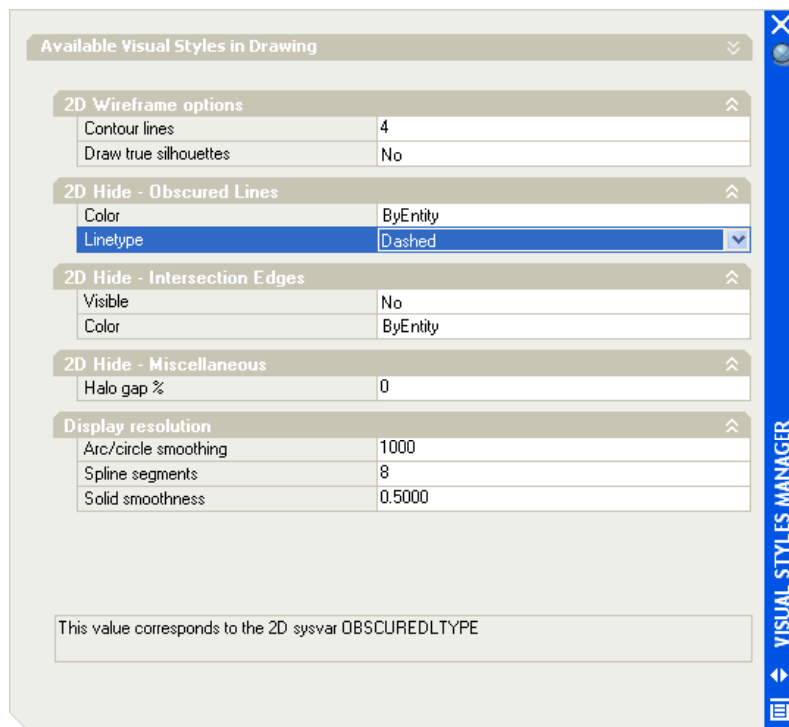 Available Visual Styles in Drawing
2D Wireframe options
Contour lines 4
Draw true silhouettes No
2D Hide - Obscured Lines
Color ByEntity
Linetype Dashed
2D Hide - Intersection Edges
Visible No
Color ByEntity
2D Hide - Miscellaneous
Halo gap % 0
Display resolution
Arc/circle smoothing 1000
Spline segments 8
Solid smoothness 0.5000
This value corresponds to the 2D sysvar OBSCUREDLTYPE
VISUAL STYLES MANAGER